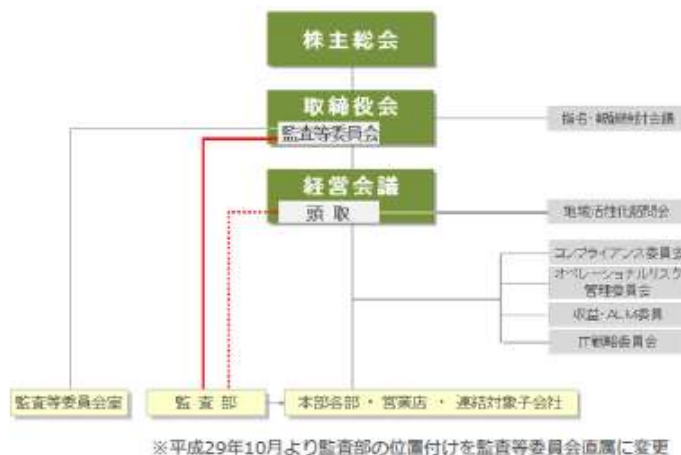 株主総会
取締役会
監査等委員会
指名・報酬検討会議
経営会議
頭取
地域活性化諮問会
コンプライアンス委員会
オペレーショナルリスク
管理委員会
収益・ALM委員
IT戦略委員会
監査等委員会室
監査部
本部各部・営業店・連結対象子会社
※平成29年10月より監査部の位置付けを監査等委員会直属に変更